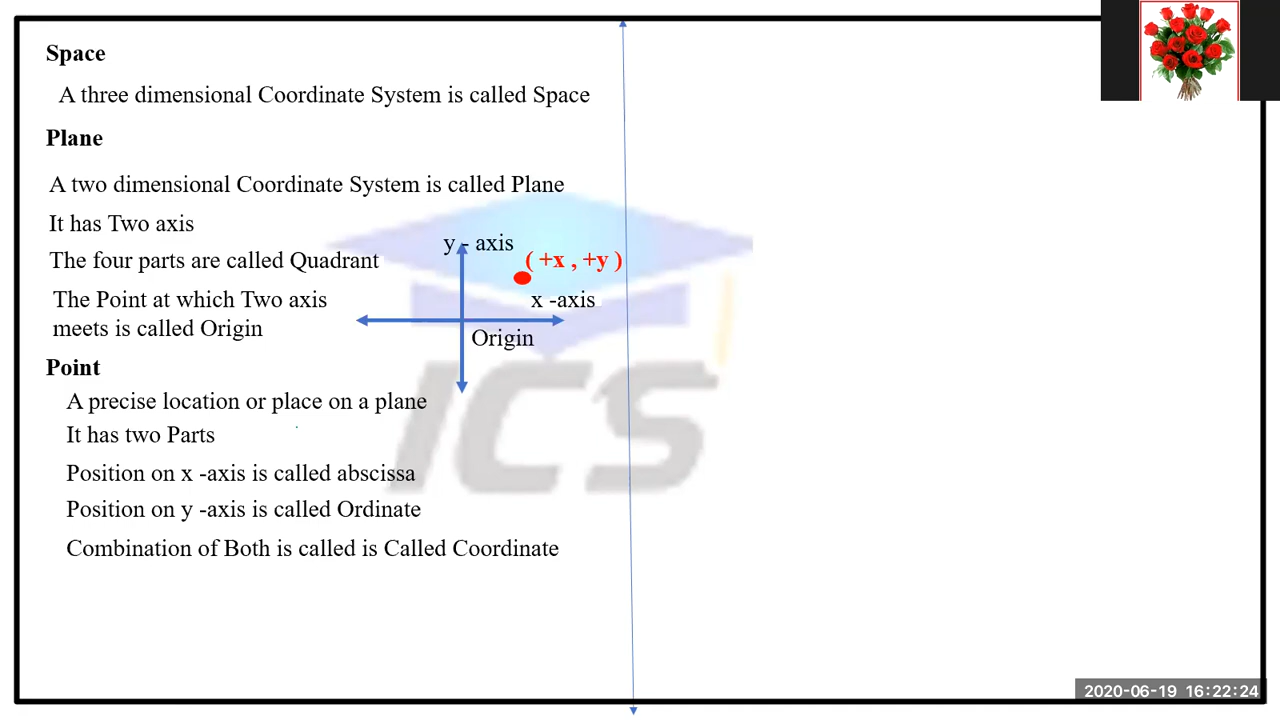 Space
A three dimensional Coordinate System is called Space
Plane
A two dimensional Coordinate System is called Plane
It has Two axis
y - axis
The four parts are called Quadrant
( +x , +y )
The Point at which Two axis
x -axis
meets is called Origin
Origin
Point
A precise location or place on a plane
It has two Parts
Position on x -axis is called abscissa
Position on y -axis is called Ordinate
Combination of Both is called is Called Coordinate
ICS
2020-06-19 16:22:24